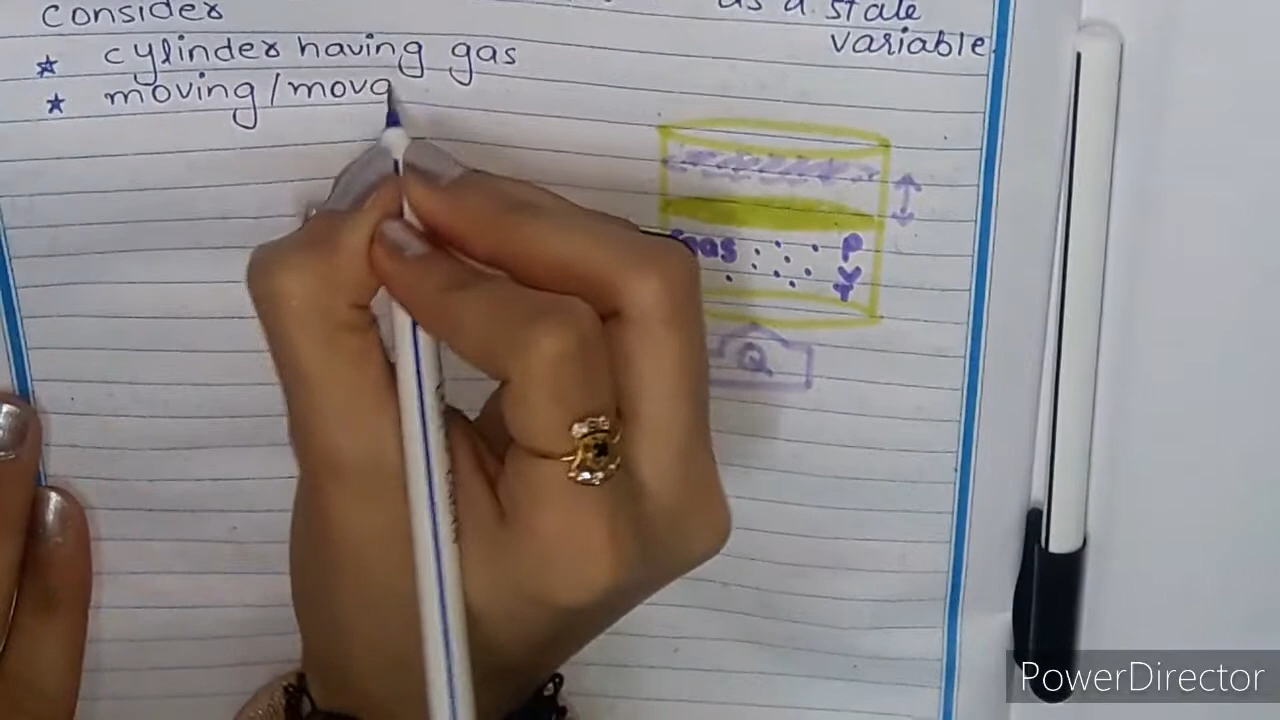 consider
as a state
variable
★ cylinder having gas
★ moving/mova
gas
P
V
T
Q
PowerDirector